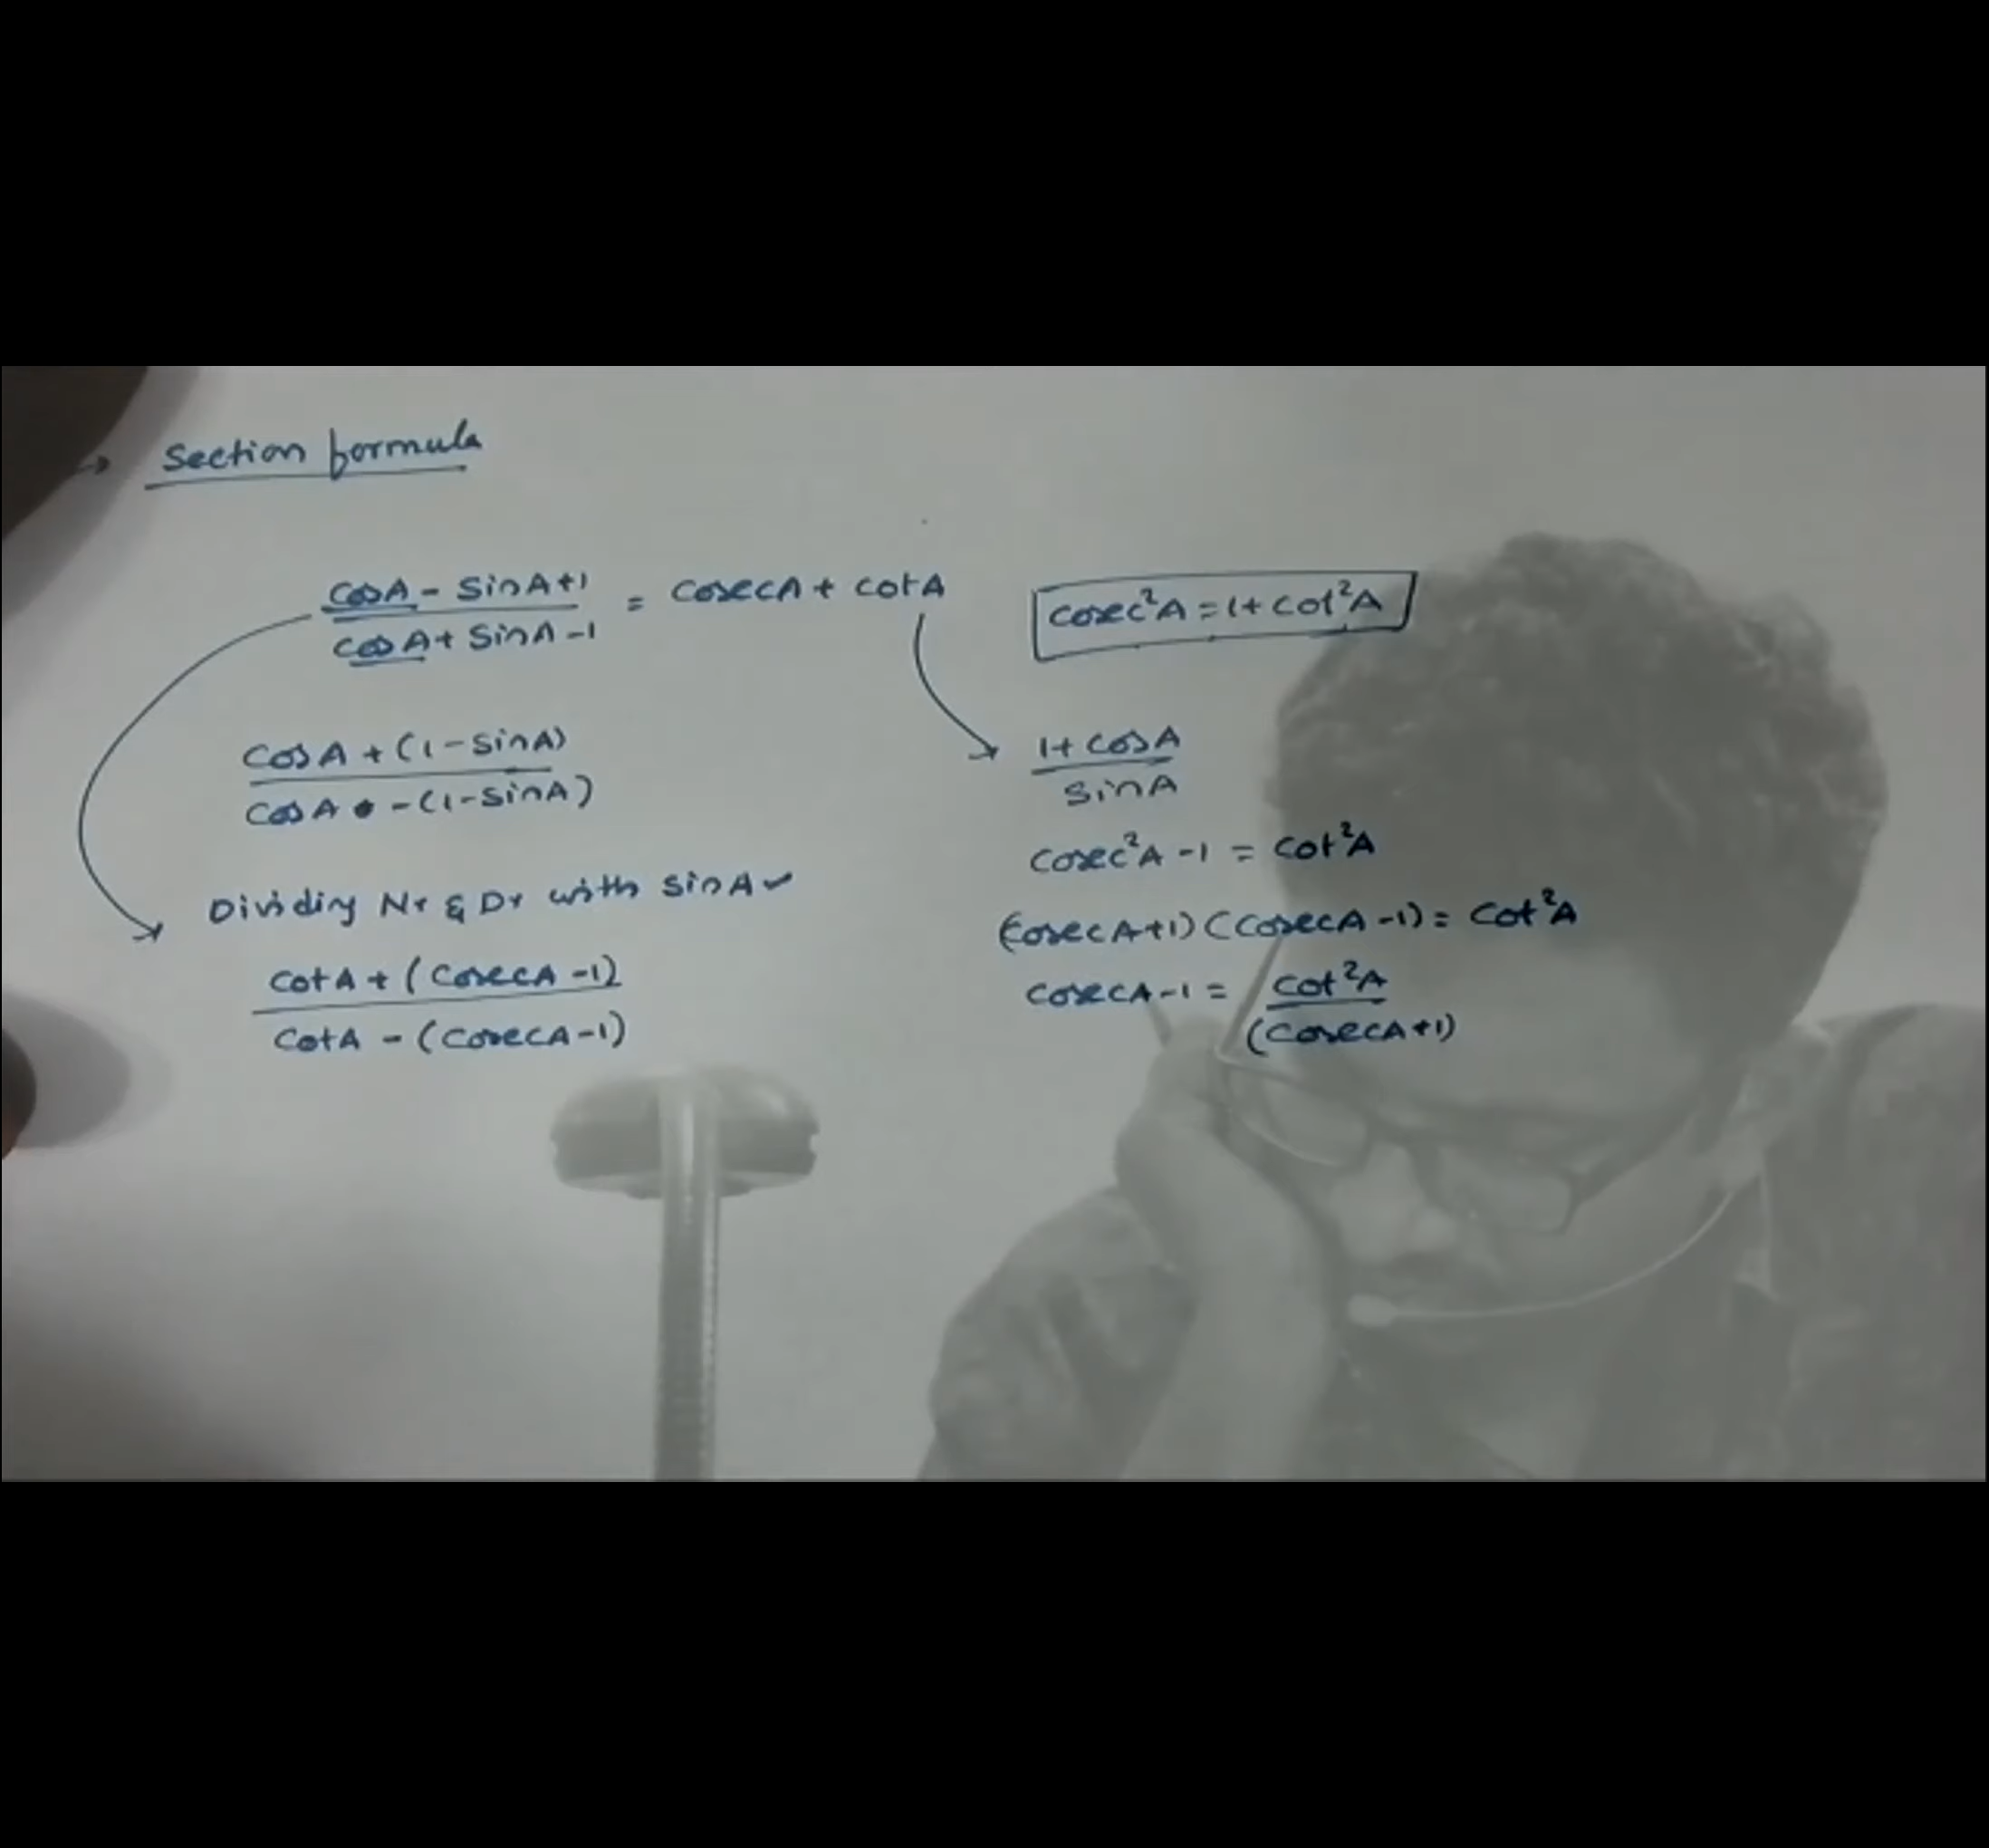 → Section formula
cosA - sinA+1 / cosA + sinA-1 = cosecA + cotA
cosec²A = 1+ cot²A
cosA + (1-sinA) / cosA - (1-sinA)
Dividing Nr & Dr with sinA ✓
cotA + (cosecA -1) / cotA - (cosecA-1)
1+ cosA / sinA
cosec²A -1 = cot²A
(cosecA+1) (cosecA -1) = cot²A
cosecA-1 = cot²A / (cosecA+1)